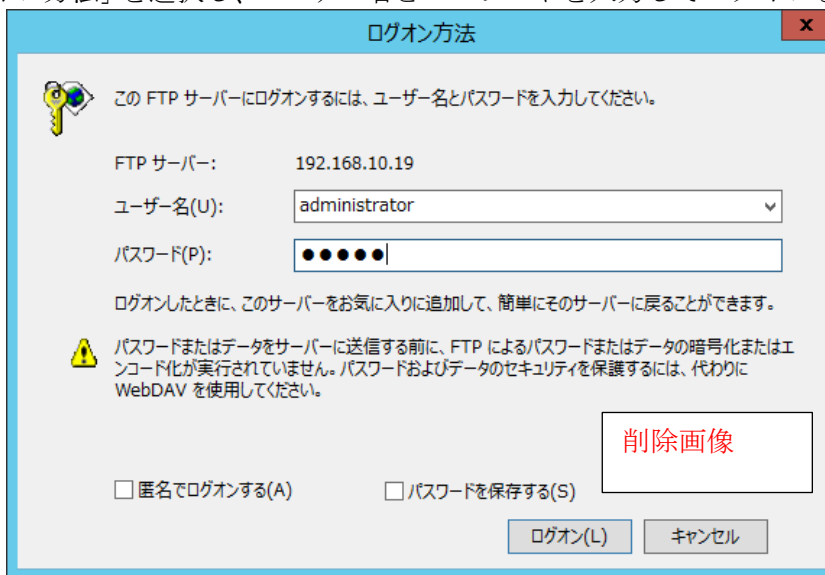 ログオン方法
x
この FTP サーバーにログオンするには、ユーザー名とパスワードを入力してください。
FTP サーバー: 192.168.10.19
ユーザー名(U): administrator
パスワード(P): ●●●●●
ログオンしたときに、このサーバーをお気に入りに追加して、簡単にそのサーバーに戻ることができます。
パスワードまたはデータをサーバーに送信する前に、FTP によるパスワードまたはデータの暗号化またはエ
ンコード化が実行されていません。パスワードおよびデータのセキュリティを保護するには、代わりに
WebDAV を使用してください。
削除画像
匿名でログオンする(A) パスワードを保存する(S)
ログオン(L) キャンセル